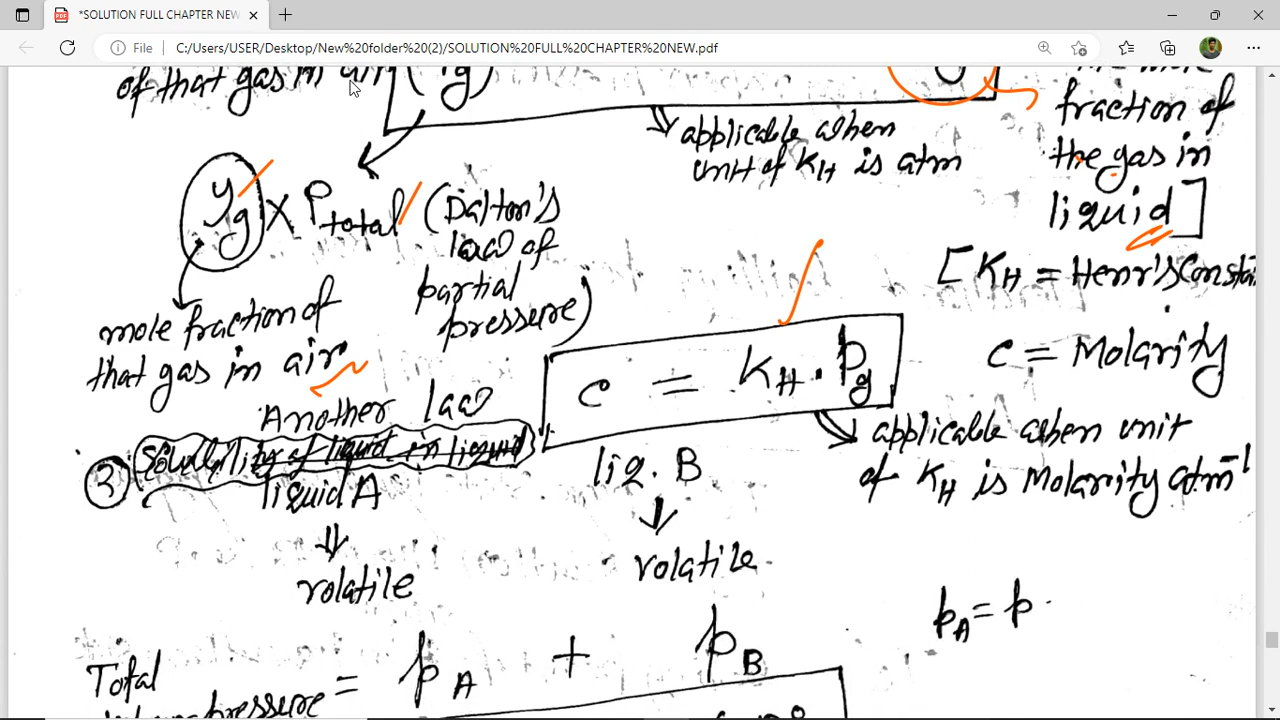 *SOLUTION FULL CHAPTER NEW
File
C:/Users/USER/Desktop/New%20folder%20(2)/SOLUTION%20FULL%20CHAPTER%20NEW.pdf
of that gas in air
applicable when
unit of KH is atm
fraction of
the gas in
liquid]
yg X Ptotal (Dalton's
law of
partial
pressure)
[KH = Henr'sConsta
mole fraction of
that gas in air
c = KH. Pg
c = Molarity
applicable when unit
of KH is Molarity atm-1
Another law
③ Solubility of liquid in liquid
liquid A
liq. B
volatile
volatile
pA = p
Total
= pA + pB